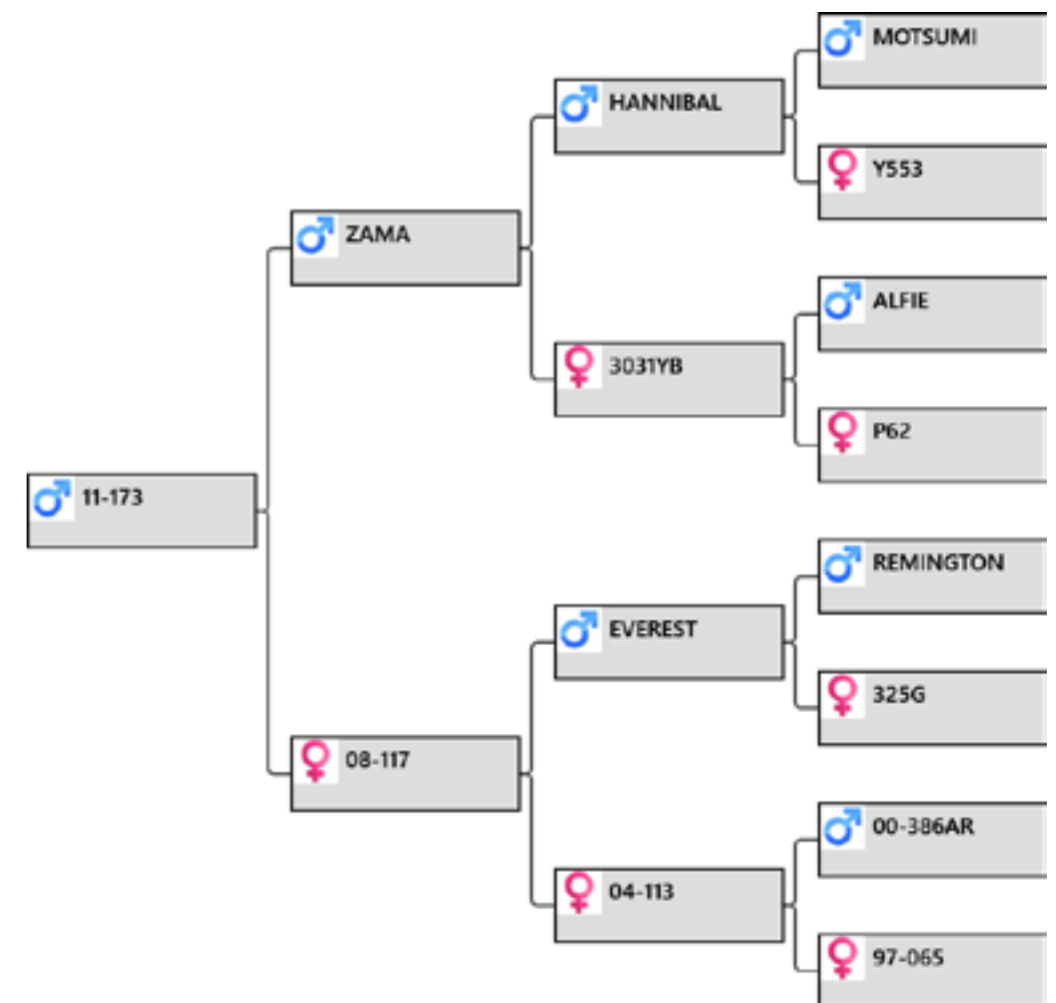 MOTSUMI
HANNIBAL
Y553
ZAMA
ALFIE
3031YB
P62
11-173
REMINGTON
EVEREST
325G
08-117
00-386AR
04-113
97-065